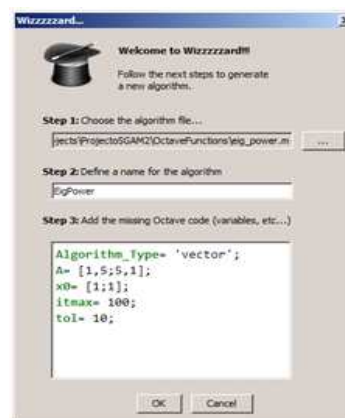 Wizzzzzard...
Welcome to Wizzzzzard!!!
Follow the next steps to generate
a new algorithm.
Step 1: Choose the algorithm file...
rjects\ProjectoSGAM2\OctaveFunctions\eig_power.m
...
Step 2: Define a name for the algorithm
EigPower
Step 3: Add the missing Octave code (variables, etc...)
Algorithm_Type= 'vector';
A= [1,5;5,1];
x0= [1;1];
itmax= 100;
tol= 10;
OK Cancel